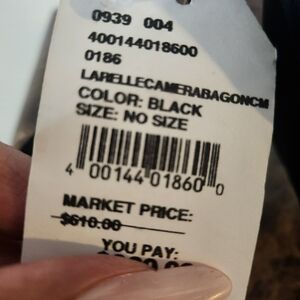 0939 004
400144018600
0186
LARIELLECAMERABAGONCM
COLOR: BLACK
SIZE: NO SIZE
4 00144 01860 0
MARKET PRICE:
$610.00
YOU PAY: